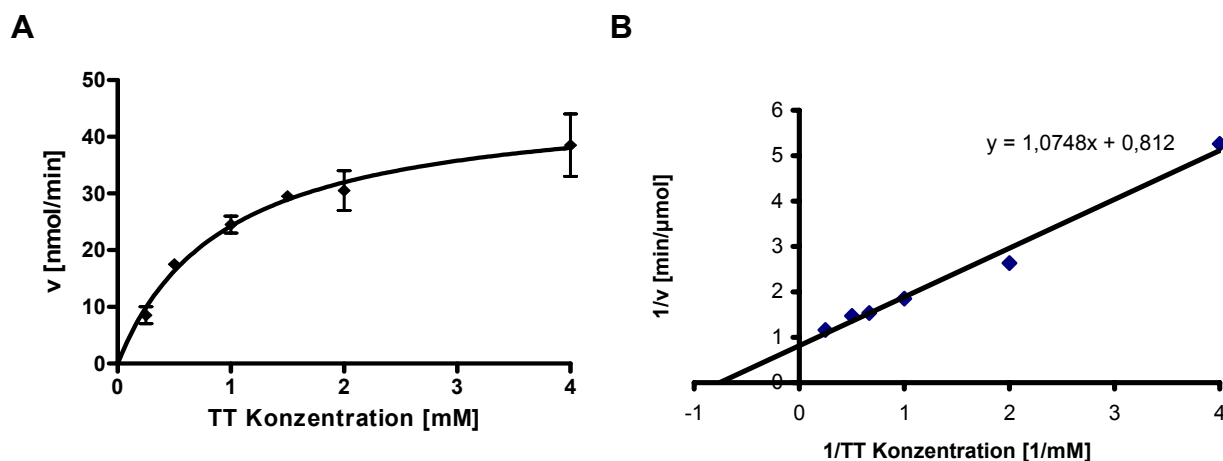 A
50
40
30
20
10
0
v [nmol/min]
0 1 2 3 4
TT Konzentration [mM]
B
6
5
4
3
2
1
0
1/v [min/µmol]
y = 1,0748x + 0,812
-1 0 1 2 3 4
1/TT Konzentration [1/mM]